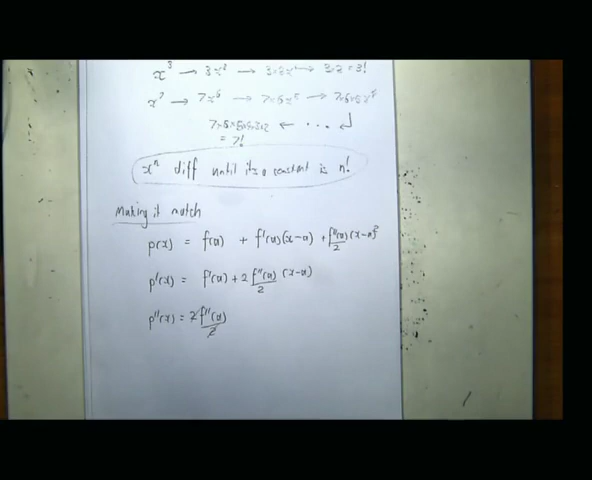 x³ → 3x² → 3·2x → 3·2 = 3!
x⁷ → 7x⁶ → 7×6x⁵ → 7×6×5x⁴
7×6×5×4×3×2 ← ... ↵
= 7!
xⁿ diff until its a constant is n!
Making it match
p(x) = f(a) + f'(a)(x-a) + f''(a)/2 (x-a)²
p'(x) = f'(a) + 2 f''(a)/2 (x-a)
p''(x) = 2f''(a)/2